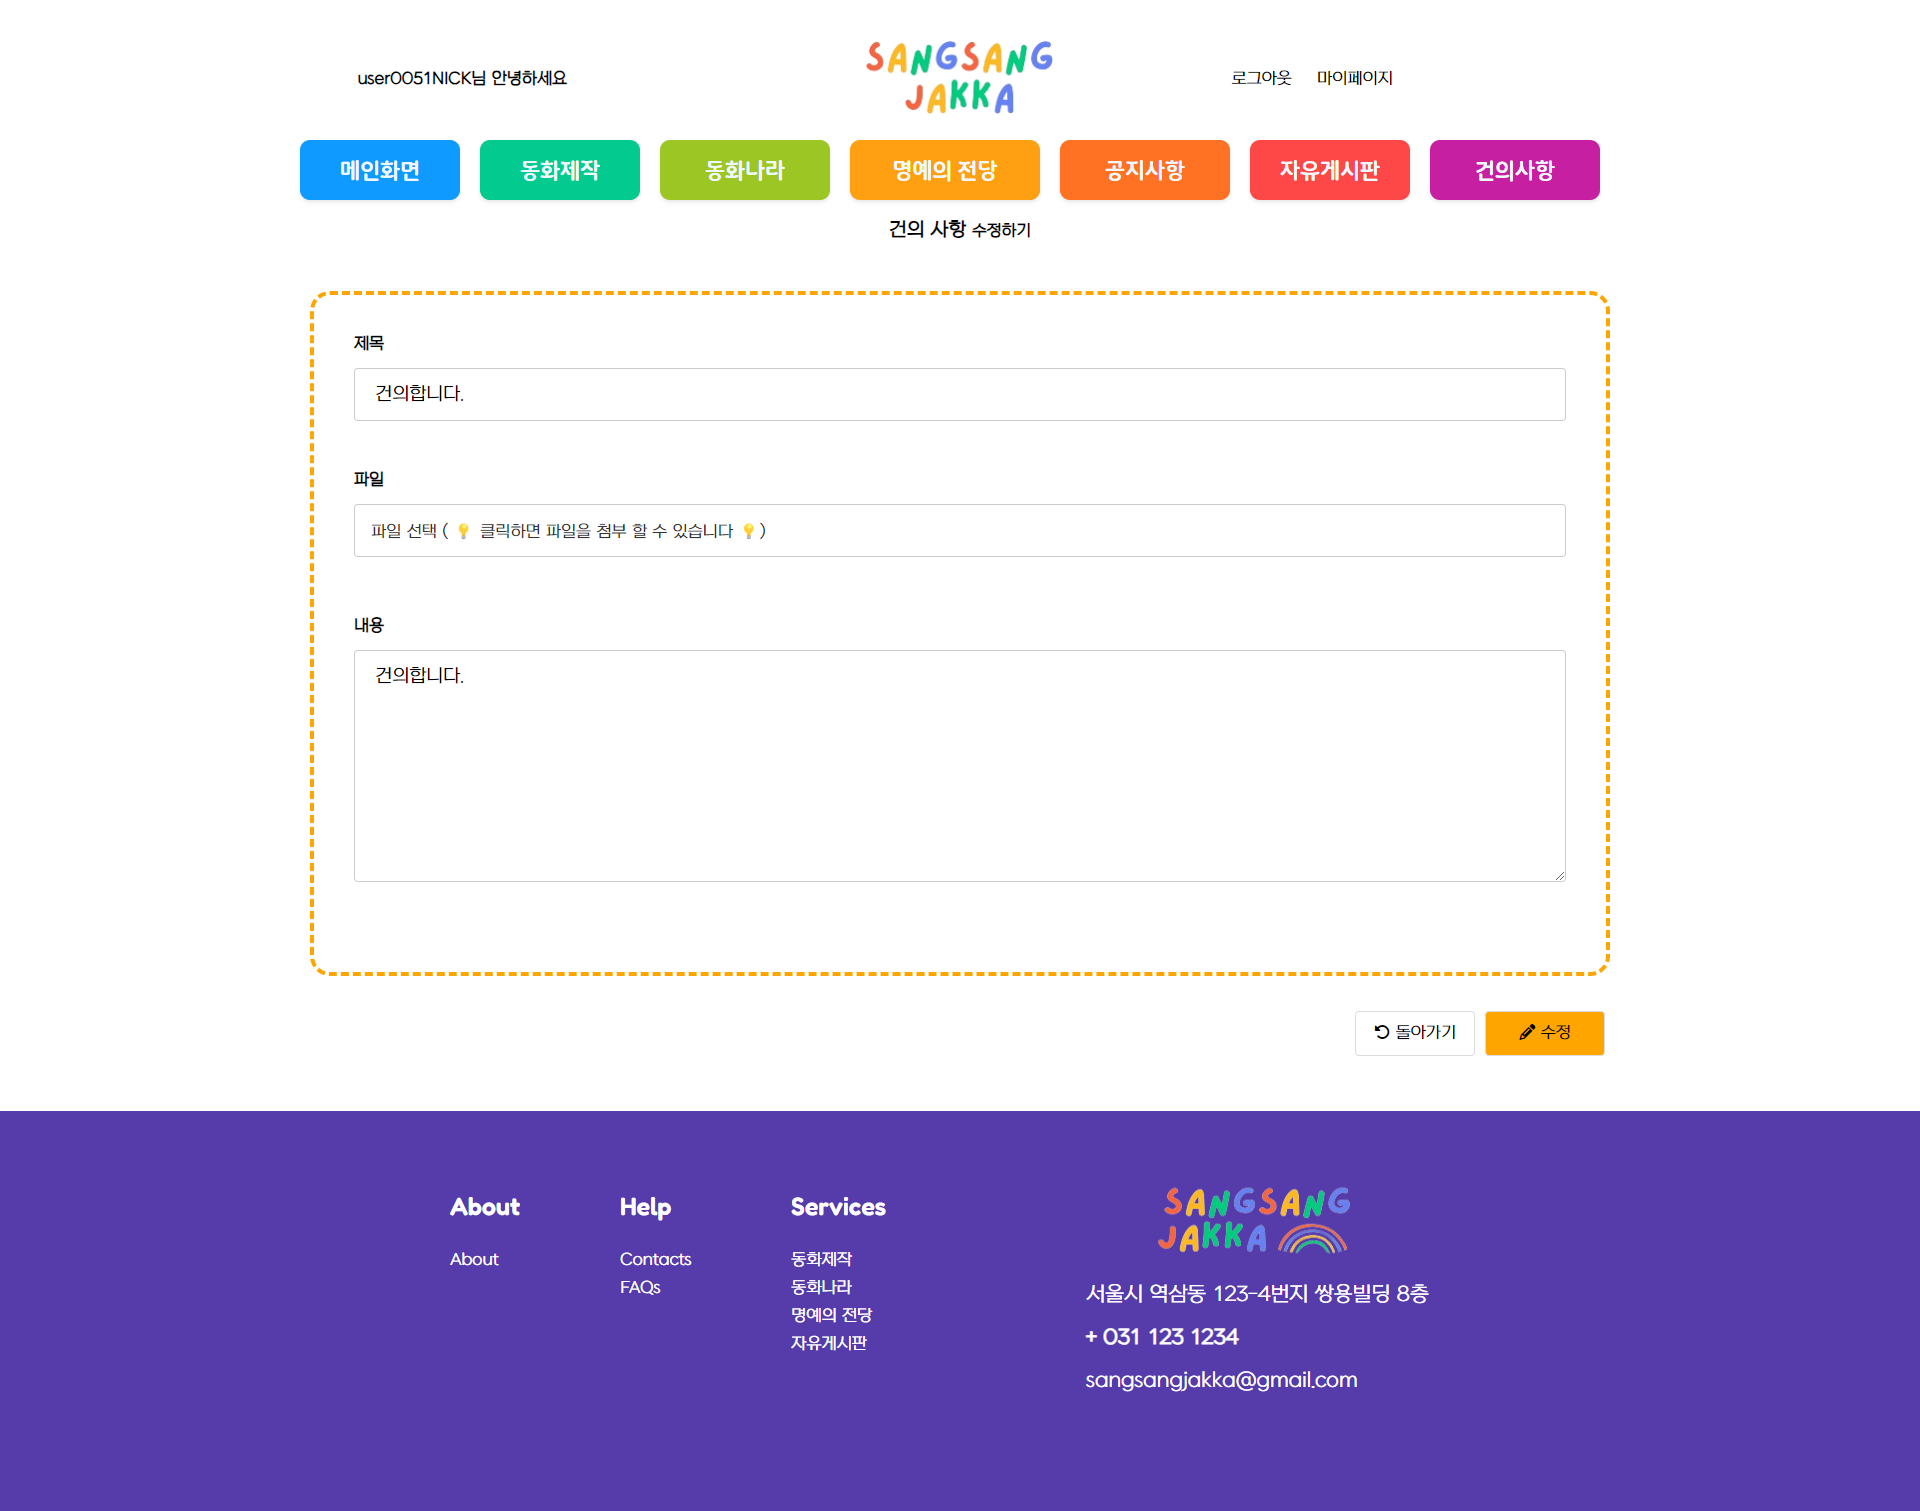 user0051NICK님 안녕하세요
SANGSANG
JAKKA
로그아웃 마이페이지
메인화면 동화제작 동화나라 명예의 전당 공지사항 자유게시판 건의사항
건의 사항 수정하기
제목
건의합니다.
파일
파일 선택 ( 💡 클릭하면 파일을 첨부 할 수 있습니다 💡 )
내용
건의합니다.
돌아가기 수정
About
About
Help
Contacts
FAQs
Services
동화제작
동화나라
명예의 전당
자유게시판
SANGSANG
JAKKA
서울시 역삼동 123-4번지 쌍용빌딩 8층
+ 031 123 1234
sangsangjakka@gmail.com